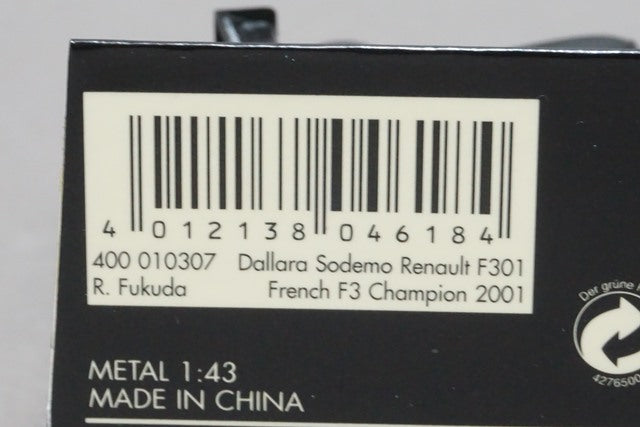 4 012138 046184
400 010307 Dallara Sodemo Renault F301
R. Fukuda French F3 Champion 2001
METAL 1:43
MADE IN CHINA
Der grüne
4276500